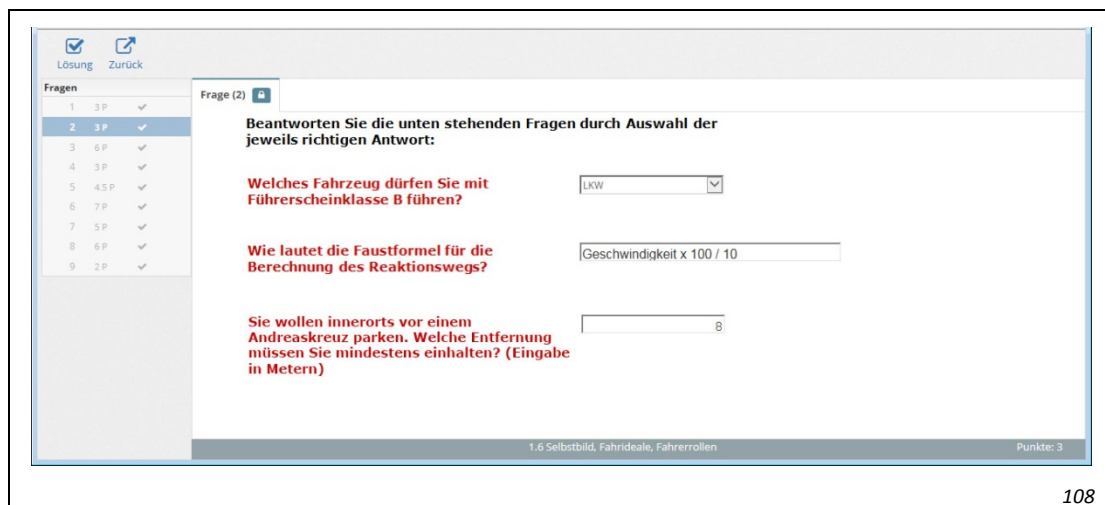 Lösung Zurück
Fragen
1 3 P
2 3 P
3 6 P
4 3 P
5 4.5 P
6 7 P
7 5 P
8 6 P
9 2 P
Frage (2)
Beantworten Sie die unten stehenden Fragen durch Auswahl der
jeweils richtigen Antwort:
Welches Fahrzeug dürfen Sie mit
Führerscheinklasse B führen?
LKW
Wie lautet die Faustformel für die
Berechnung des Reaktionswegs?
Geschwindigkeit x 100 / 10
Sie wollen innerorts vor einem
Andreaskreuz parken. Welche Entfernung
müssen Sie mindestens einhalten? (Eingabe
in Metern)
8
1.6 Selbstbild, Fahrideale, Fahrerrollen Punkte: 3
108